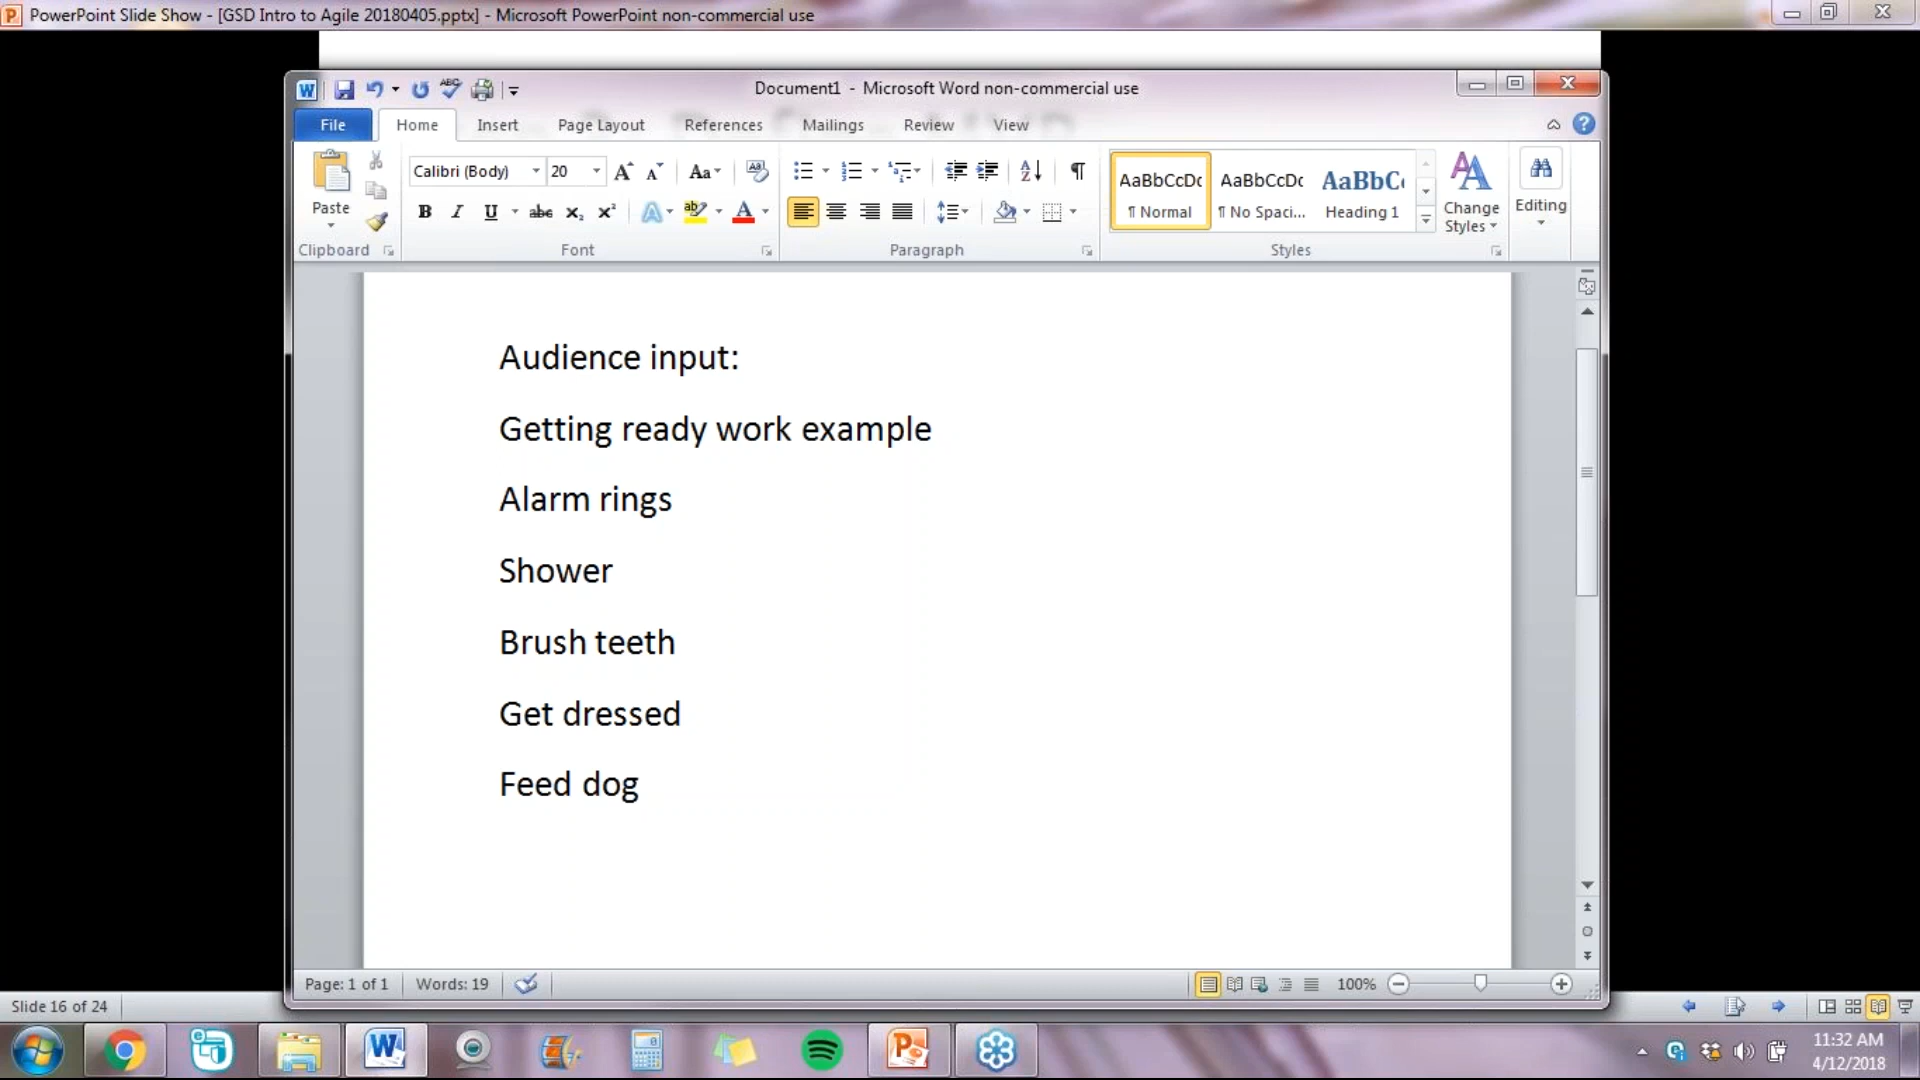 PowerPoint Slide Show - [GSD Intro to Agile 20180405.pptx] - Microsoft PowerPoint non-commercial use
Document1 - Microsoft Word non-commercial use
File Home Insert Page Layout References Mailings Review View
Calibri (Body) 20
Paste
AaBbCcDc AaBbCcDc AaBbC
¶ Normal ¶ No Spaci... Heading 1
Change Styles
Editing
Clipboard Font Paragraph Styles
Audience input:
Getting ready work example
Alarm rings
Shower
Brush teeth
Get dressed
Feed dog
Page: 1 of 1 Words: 19 100%
Slide 16 of 24
11:32 AM
4/12/2018